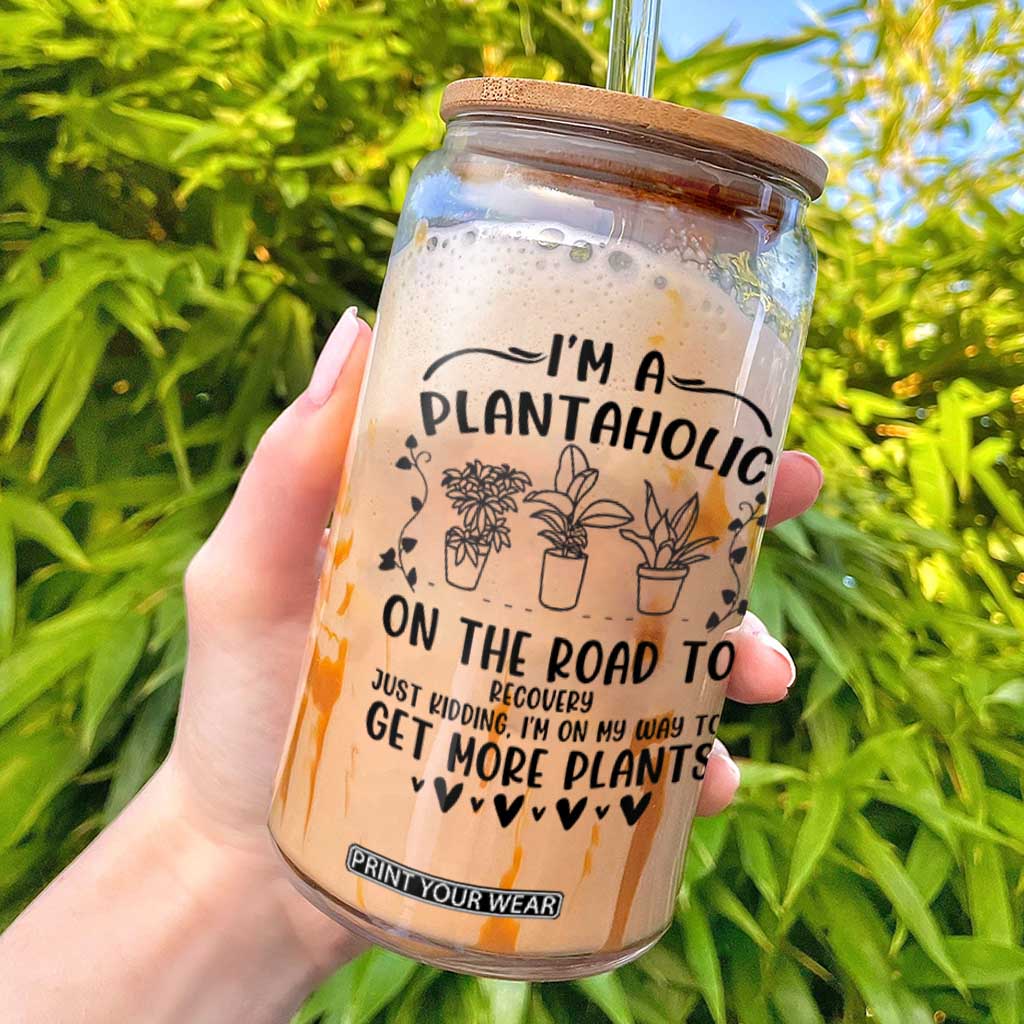 I'M A
PLANTAHOLIC
ON THE ROAD TO
RECOVERY
JUST KIDDING, I'M ON MY WAY TO
GET MORE PLANTS
PRINT YOUR WEAR